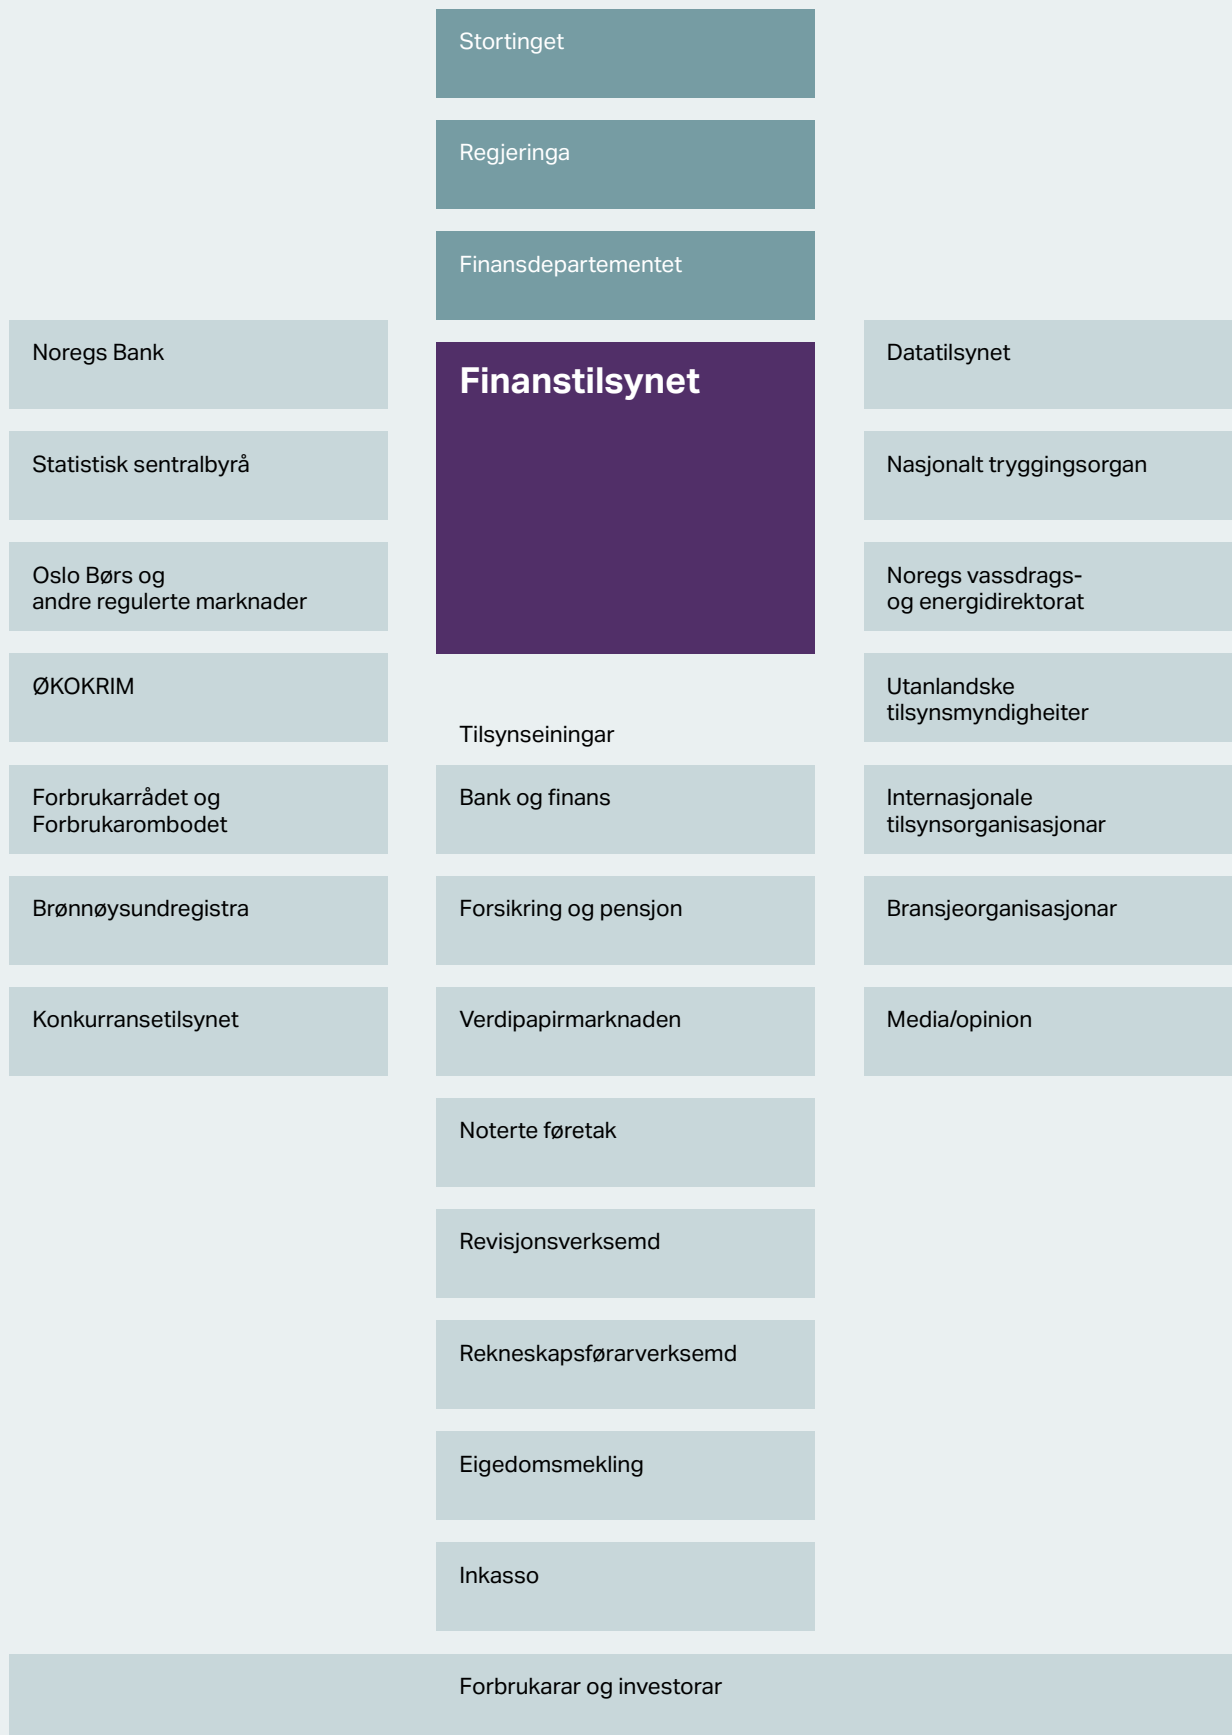 Stortinget
Regjeringa
Finansdepartementet
Finanstilsynet
Noregs Bank
Statistisk sentralbyrå
Oslo Børs og
andre regulerte marknader
ØKOKRIM
Forbrukarrådet og
Forbrukarombodet
Brønnøysundregistra
Konkurransetilsynet
Tilsynseiningar
Bank og finans
Forsikring og pensjon
Verdipapirmarknaden
Noterte føretak
Revisjonsverksemd
Rekneskapsførarverksemd
Eigedomsmekling
Inkasso
Datatilsynet
Nasjonalt tryggingsorgan
Noregs vassdrags-
og energidirektorat
Utanlandske
tilsynsmyndigheiter
Internasjonale
tilsynsorganisasjonar
Bransjeorganisasjonar
Media/opinion
Forbrukarar og investorar